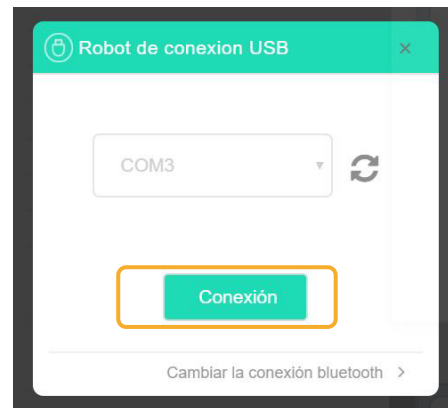 Robot de conexion USB
COM3
Conexión
Cambiar la conexión bluetooth